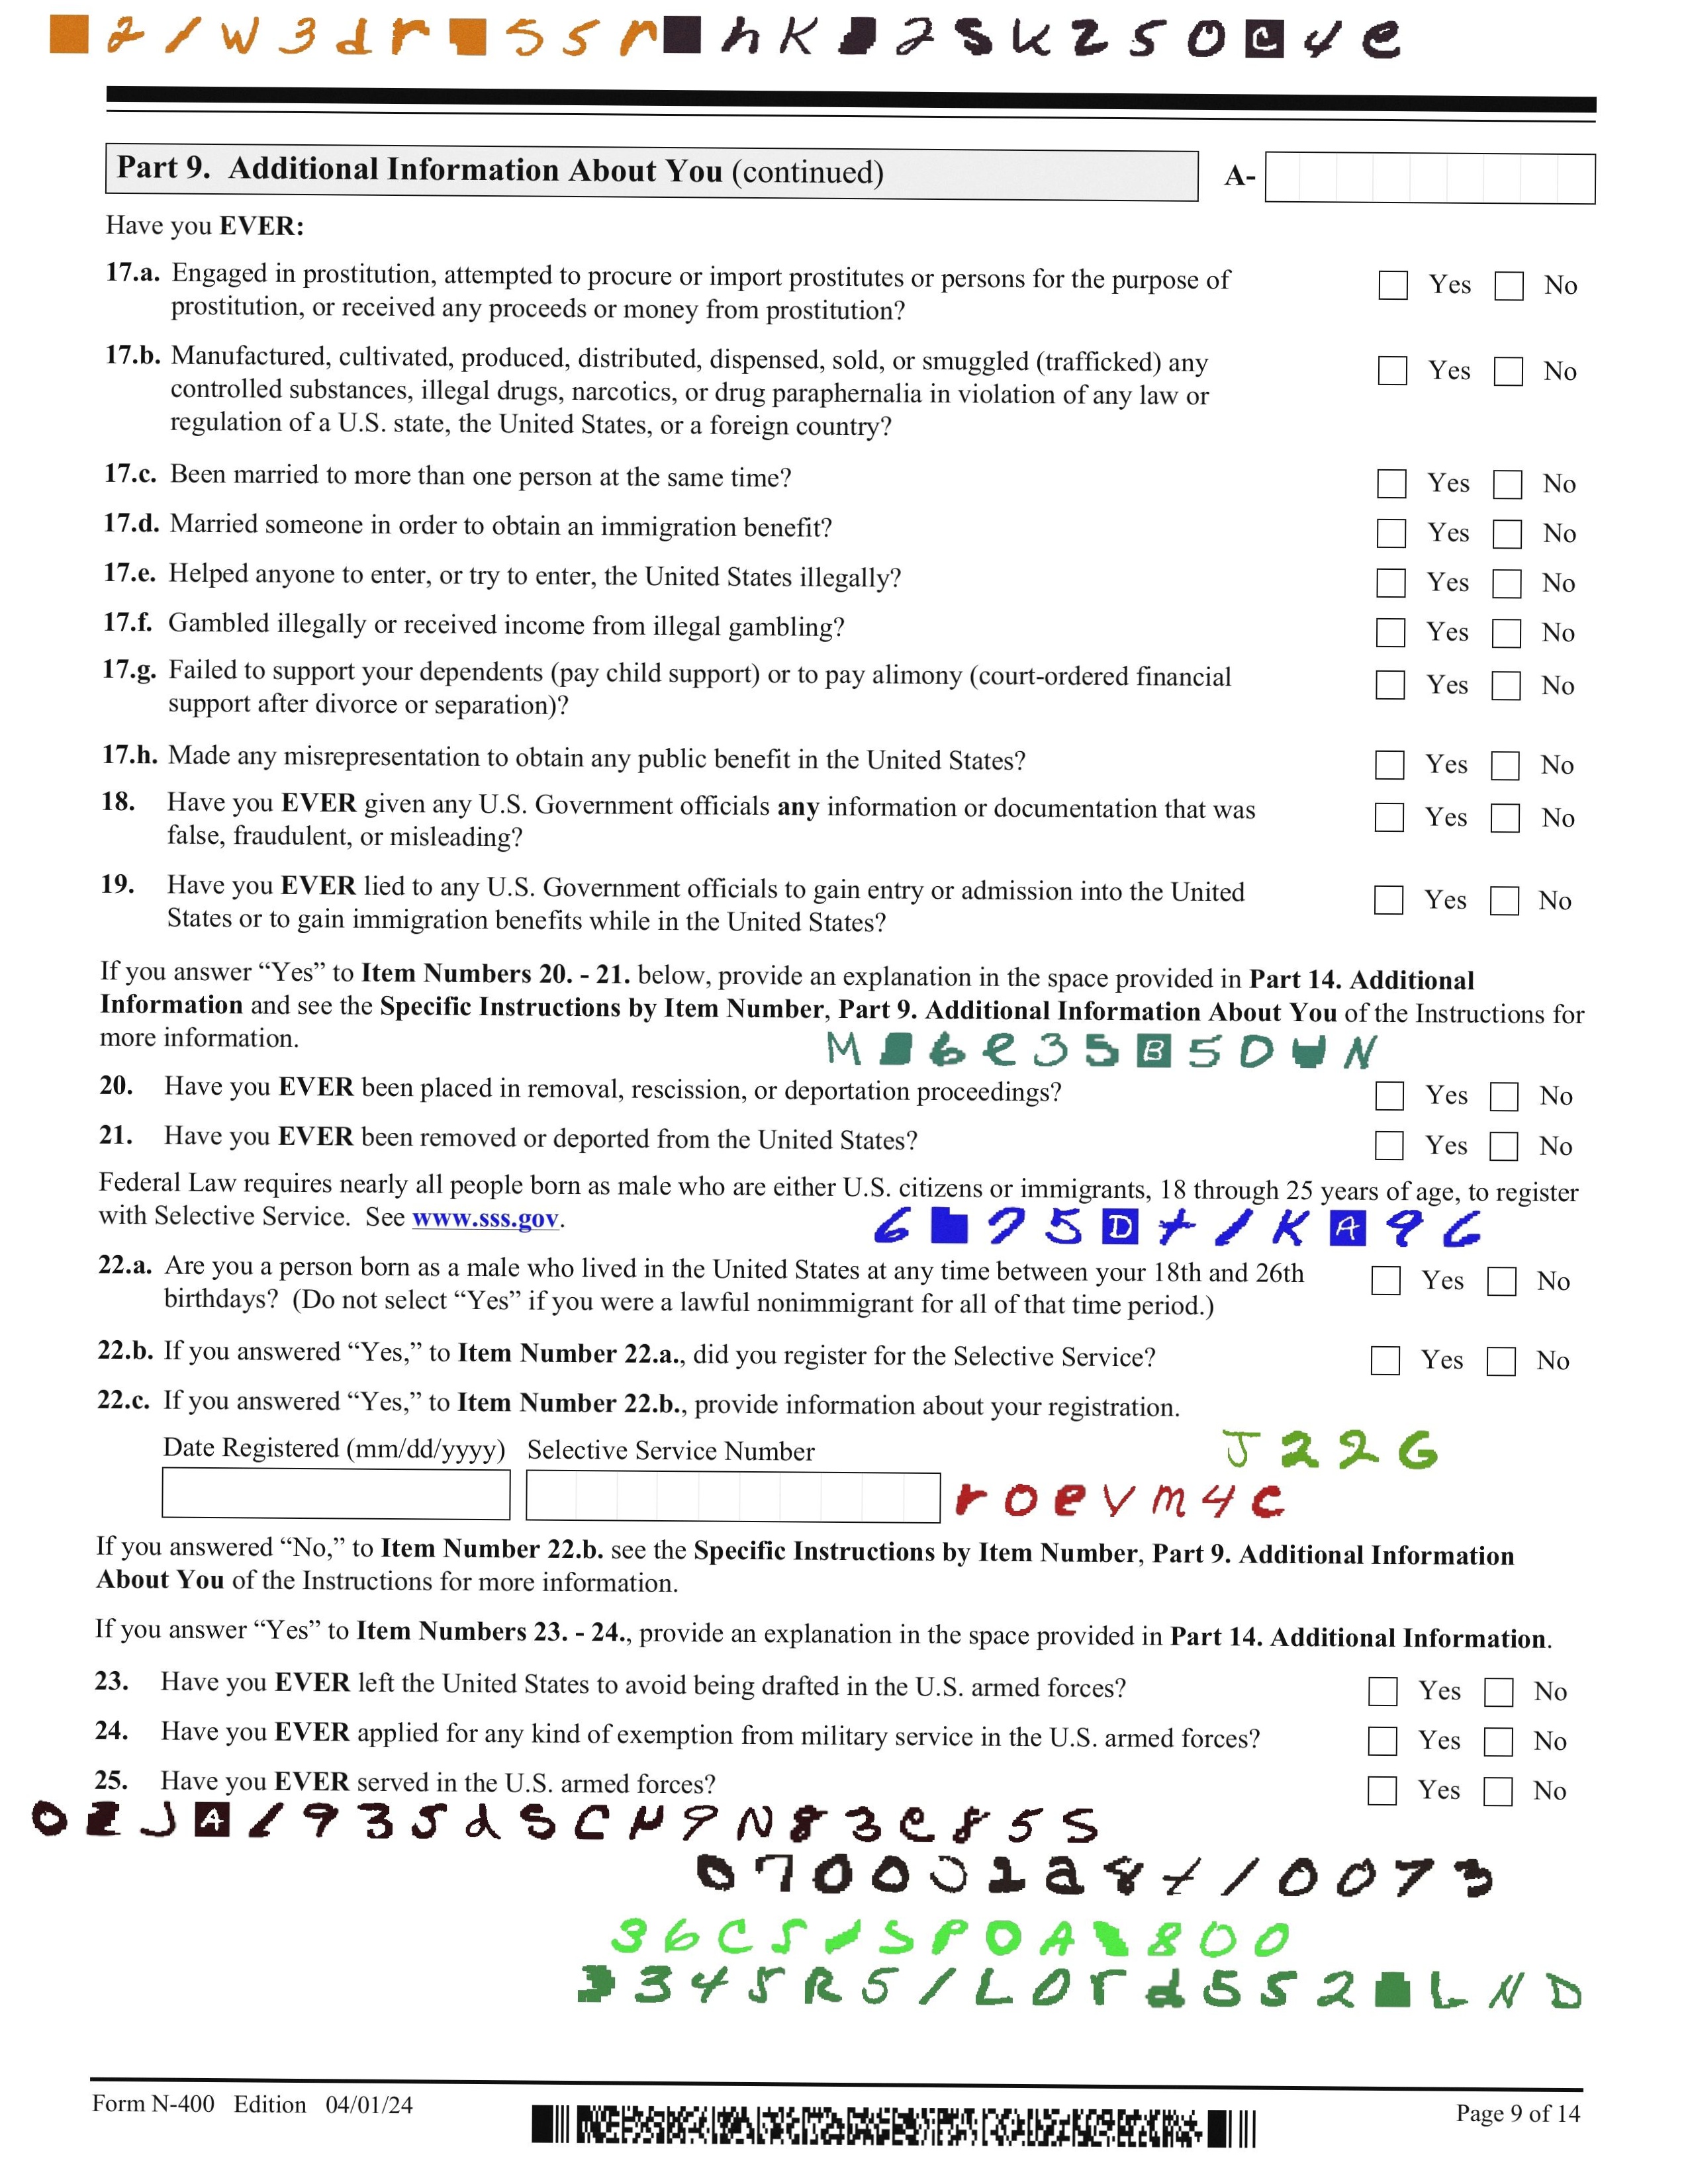 Part 9. Additional Information About You (continued) A-
Have you EVER:
17.a. Engaged in prostitution, attempted to procure or import prostitutes or persons for the purpose of Yes No
prostitution, or received any proceeds or money from prostitution?
17.b. Manufactured, cultivated, produced, distributed, dispensed, sold, or smuggled (trafficked) any Yes No
controlled substances, illegal drugs, narcotics, or drug paraphernalia in violation of any law or
regulation of a U.S. state, the United States, or a foreign country?
17.c. Been married to more than one person at the same time? Yes No
17.d. Married someone in order to obtain an immigration benefit? Yes No
17.e. Helped anyone to enter, or try to enter, the United States illegally? Yes No
17.f. Gambled illegally or received income from illegal gambling? Yes No
17.g. Failed to support your dependents (pay child support) or to pay alimony (court-ordered financial Yes No
support after divorce or separation)?
17.h. Made any misrepresentation to obtain any public benefit in the United States? Yes No
18. Have you EVER given any U.S. Government officials any information or documentation that was Yes No
false, fraudulent, or misleading?
19. Have you EVER lied to any U.S. Government officials to gain entry or admission into the United Yes No
States or to gain immigration benefits while in the United States?
If you answer “Yes” to Item Numbers 20. - 21. below, provide an explanation in the space provided in Part 14. Additional
Information and see the Specific Instructions by Item Number, Part 9. Additional Information About You of the Instructions for
more information.
20. Have you EVER been placed in removal, rescission, or deportation proceedings? Yes No
21. Have you EVER been removed or deported from the United States? Yes No
Federal Law requires nearly all people born as male who are either U.S. citizens or immigrants, 18 through 25 years of age, to register
with Selective Service. See www.sss.gov.
22.a. Are you a person born as a male who lived in the United States at any time between your 18th and 26th Yes No
birthdays? (Do not select “Yes” if you were a lawful nonimmigrant for all of that time period.)
22.b. If you answered “Yes,” to Item Number 22.a., did you register for the Selective Service? Yes No
22.c. If you answered “Yes,” to Item Number 22.b., provide information about your registration.
Date Registered (mm/dd/yyyy) Selective Service Number J22G
roevm4c
If you answered “No,” to Item Number 22.b. see the Specific Instructions by Item Number, Part 9. Additional Information
About You of the Instructions for more information.
If you answer “Yes” to Item Numbers 23. - 24., provide an explanation in the space provided in Part 14. Additional Information.
23. Have you EVER left the United States to avoid being drafted in the U.S. armed forces? Yes No
24. Have you EVER applied for any kind of exemption from military service in the U.S. armed forces? Yes No
25. Have you EVER served in the U.S. armed forces? Yes No
Form N-400 Edition 04/01/24 Page 9 of 14